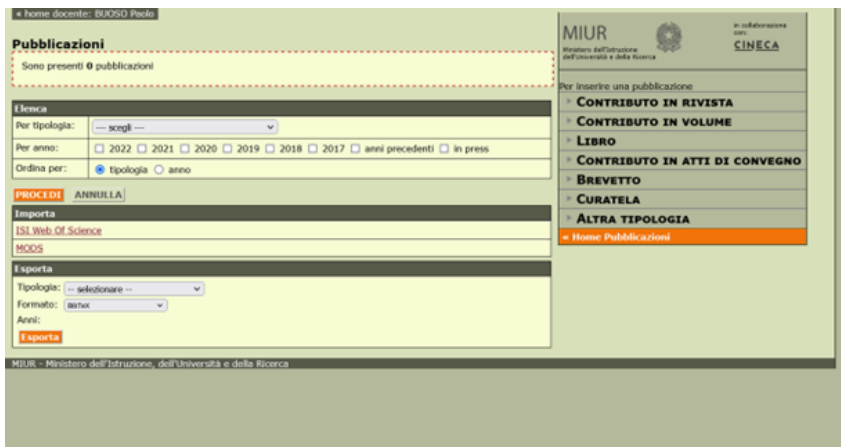 « home docente: BUOSO Paolo
Pubblicazioni
Sono presenti 0 pubblicazioni
Elenca
Per tipologia: --- scegli ---
Per anno: 2022 2021 2020 2019 2018 2017 anni precedenti in press
Ordina per: tipologia anno
PROCEDI ANNULLA
Importa
ISI Web Of Science
MODS
Esporta
Tipologia: -- selezionare --
Formato: BibTeX
Anni:
Esporta
MIUR - Ministero dell'Istruzione, dell'Università e della Ricerca
MIUR
Ministero dell'Istruzione
dell'Università e della Ricerca
in collaborazione
con:
CINECA
Per inserire una pubblicazione
CONTRIBUTO IN RIVISTA
CONTRIBUTO IN VOLUME
LIBRO
CONTRIBUTO IN ATTI DI CONVEGNO
BREVETTO
CURATELA
ALTRA TIPOLOGIA
« Home Pubblicazioni